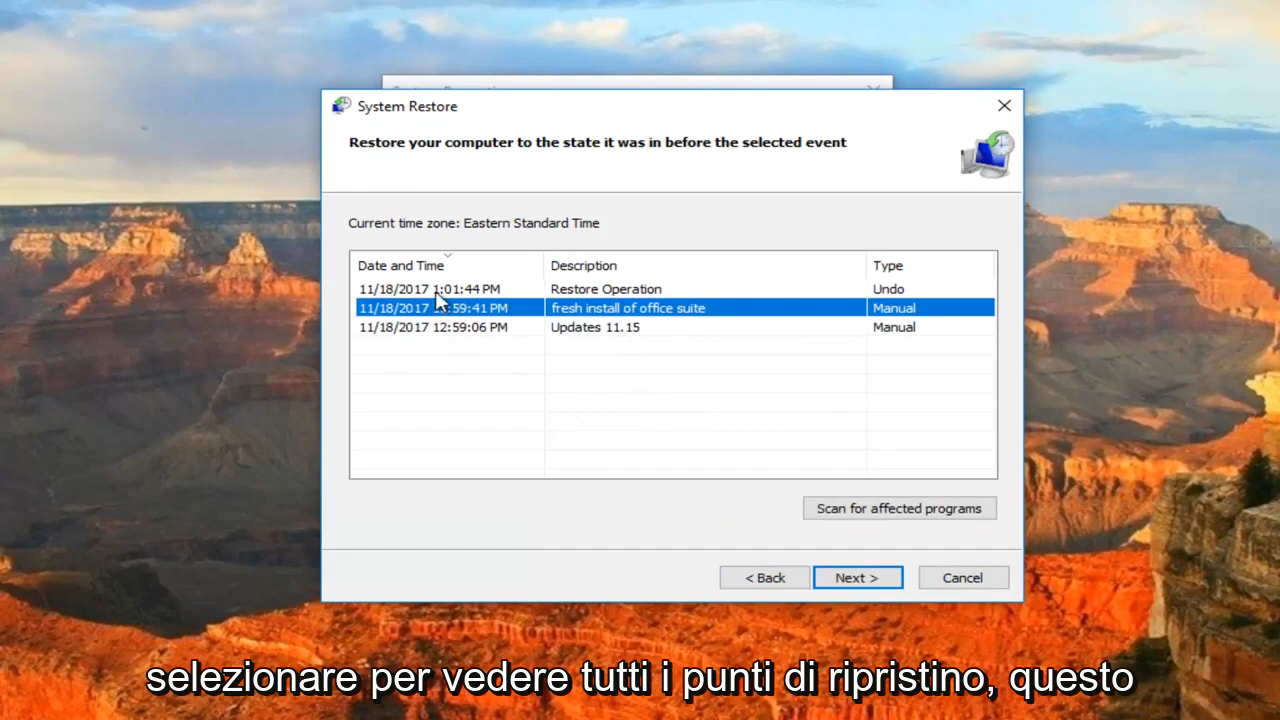 System Restore
Restore your computer to the state it was in before the selected event
Current time zone: Eastern Standard Time
Date and Time Description Type
11/18/2017 1:01:44 PM Restore Operation Undo
11/18/2017 :59:41 PM fresh install of office suite Manual
11/18/2017 12:59:06 PM Updates 11.15 Manual
Scan for affected programs
< Back Next > Cancel
selezionare per vedere tutti i punti di ripristino, questo